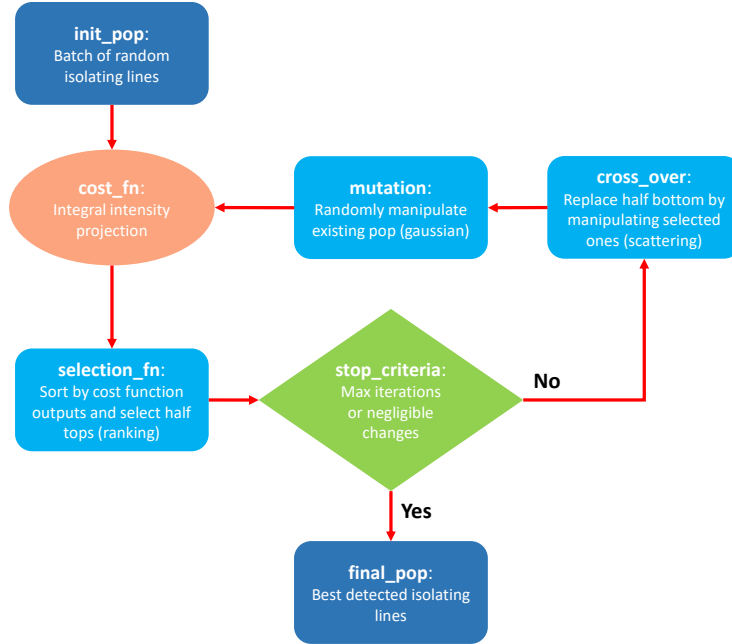 init_pop:
Batch of random
isolating lines
cost_fn:
Integral intensity
projection
mutation:
Randomly manipulate
existing pop (gaussian)
cross_over:
Replace half bottom by
manipulating selected
ones (scattering)
selection_fn:
Sort by cost function
outputs and select half
tops (ranking)
stop_criteria:
Max iterations
or negligible
changes
No
Yes
final_pop:
Best detected isolating
lines